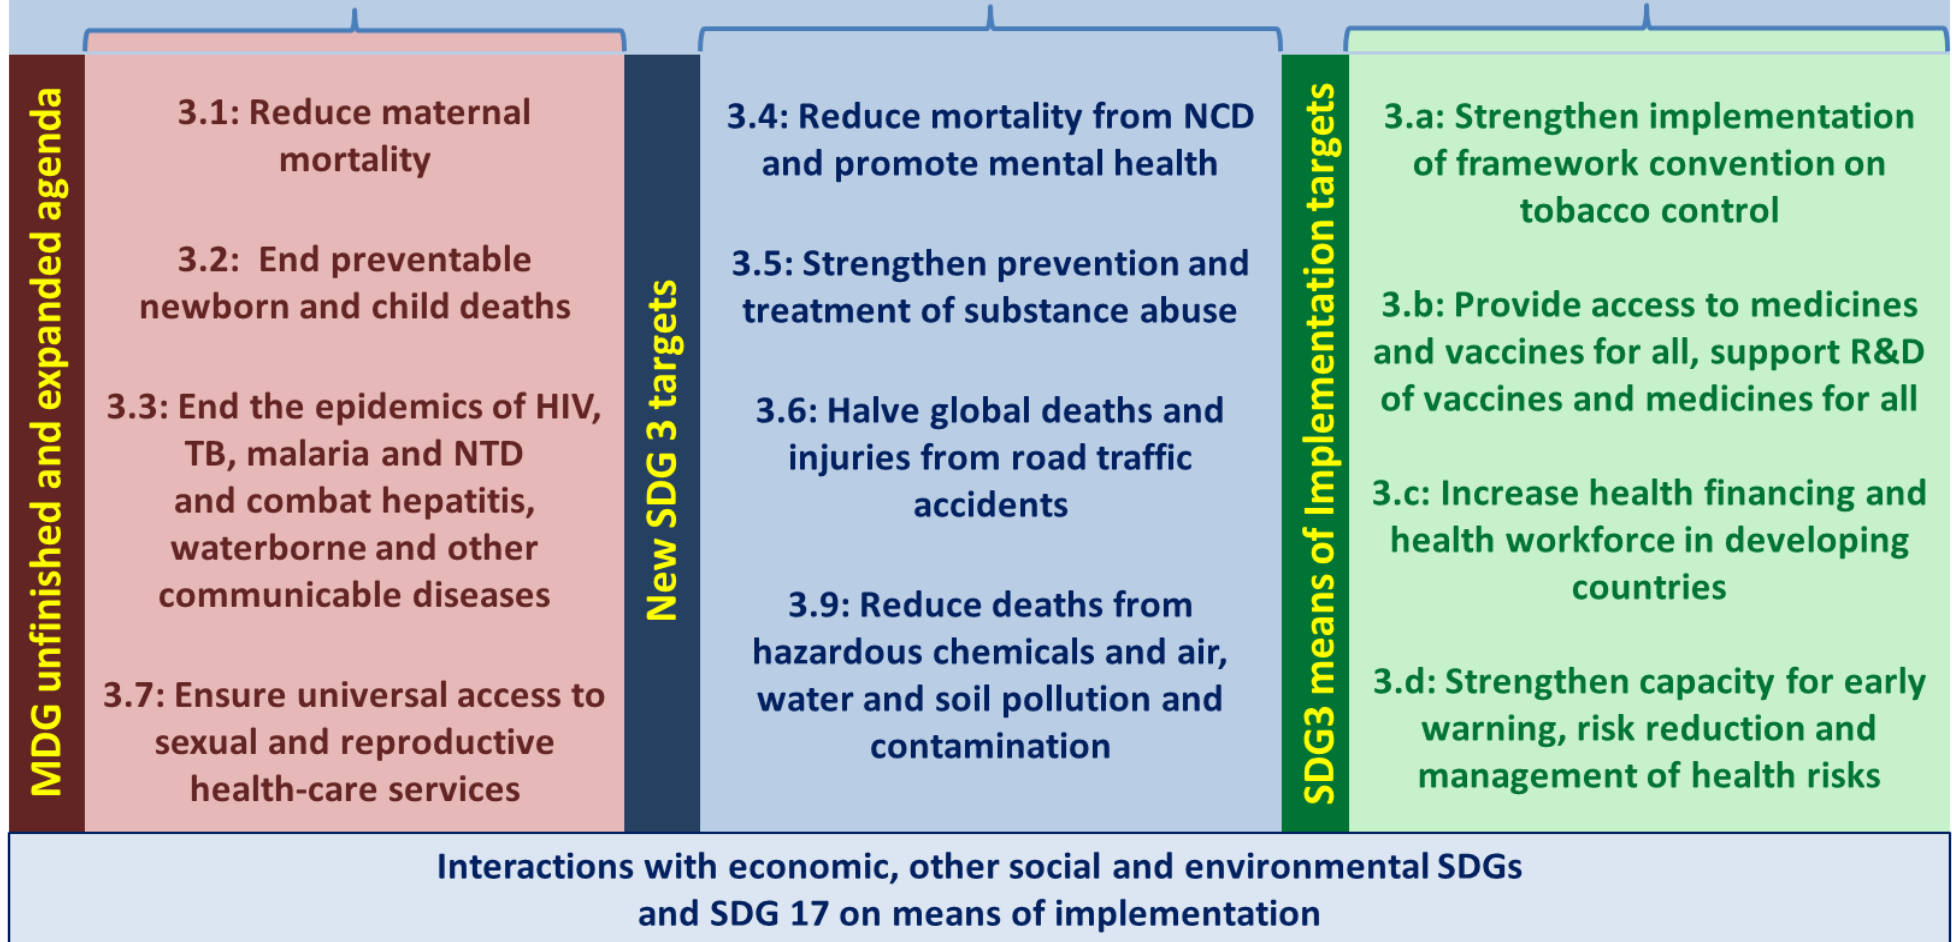 MDG unfinished and expanded agenda
3.1: Reduce maternal
mortality
3.2:  End preventable
newborn and child deaths
3.3: End the epidemics of HIV,
TB, malaria and NTD
and combat hepatitis,
waterborne and other
communicable diseases
3.7: Ensure universal access to
sexual and reproductive
health-care services
New SDG 3 targets
3.4: Reduce mortality from NCD
and promote mental health
3.5: Strengthen prevention and
treatment of substance abuse
3.6: Halve global deaths and
injuries from road traffic
accidents
3.9: Reduce deaths from
hazardous chemicals and air,
water and soil pollution and
contamination
SDG3 means of Implementation targets
3.a: Strengthen implementation
of framework convention on
tobacco control
3.b: Provide access to medicines
and vaccines for all, support R&D
of vaccines and medicines for all
3.c: Increase health financing and
health workforce in developing
countries
3.d: Strengthen capacity for early
warning, risk reduction and
management of health risks
Interactions with economic, other social and environmental SDGs
and SDG 17 on means of implementation